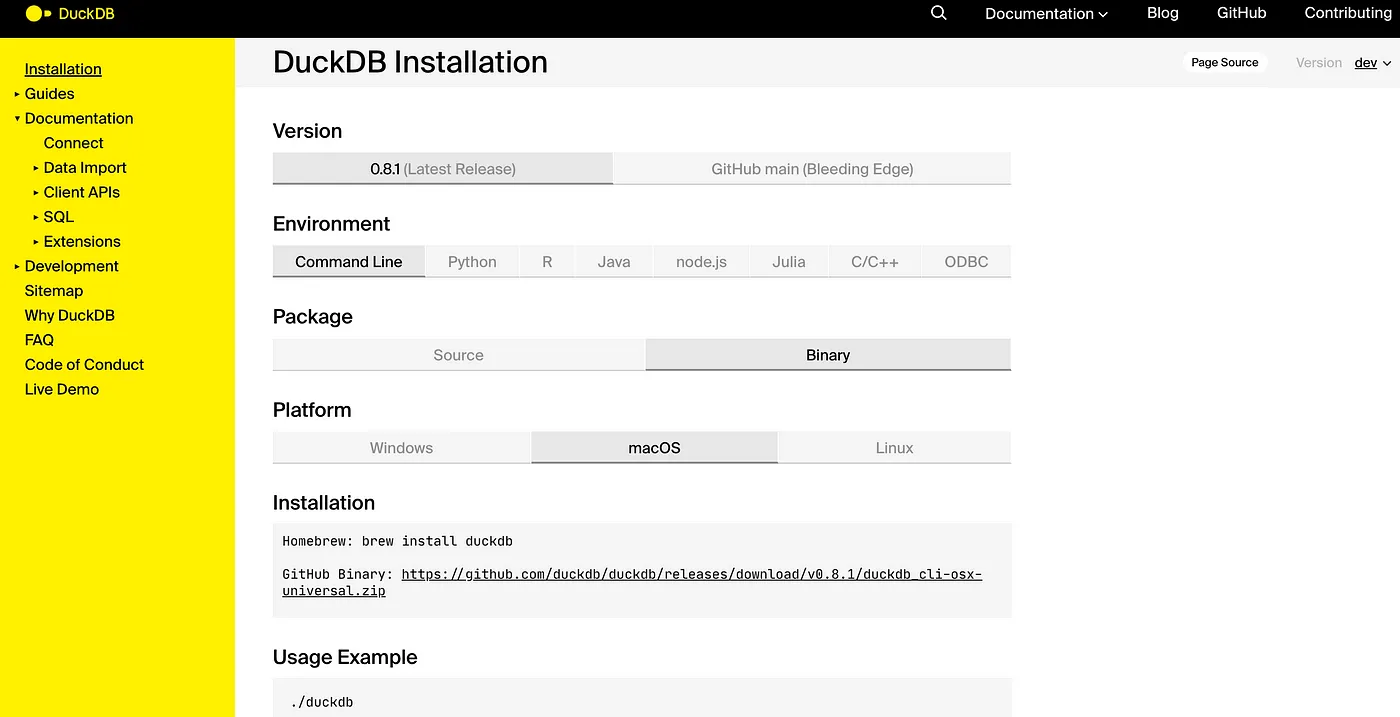 DuckDB
Documentation
Blog
GitHub
Contributing
Installation
Guides
Documentation
Connect
Data Import
Client APIs
SQL
Extensions
Development
Sitemap
Why DuckDB
FAQ
Code of Conduct
Live Demo
DuckDB Installation
Page Source
Version dev
Version
0.8.1 (Latest Release)
GitHub main (Bleeding Edge)
Environment
Command Line
Python
R
Java
node.js
Julia
C/C++
ODBC
Package
Source
Binary
Platform
Windows
macOS
Linux
Installation
Homebrew: brew install duckdb
GitHub Binary: https://github.com/duckdb/duckdb/releases/download/v0.8.1/duckdb_cli-osx-
universal.zip
Usage Example
./duckdb